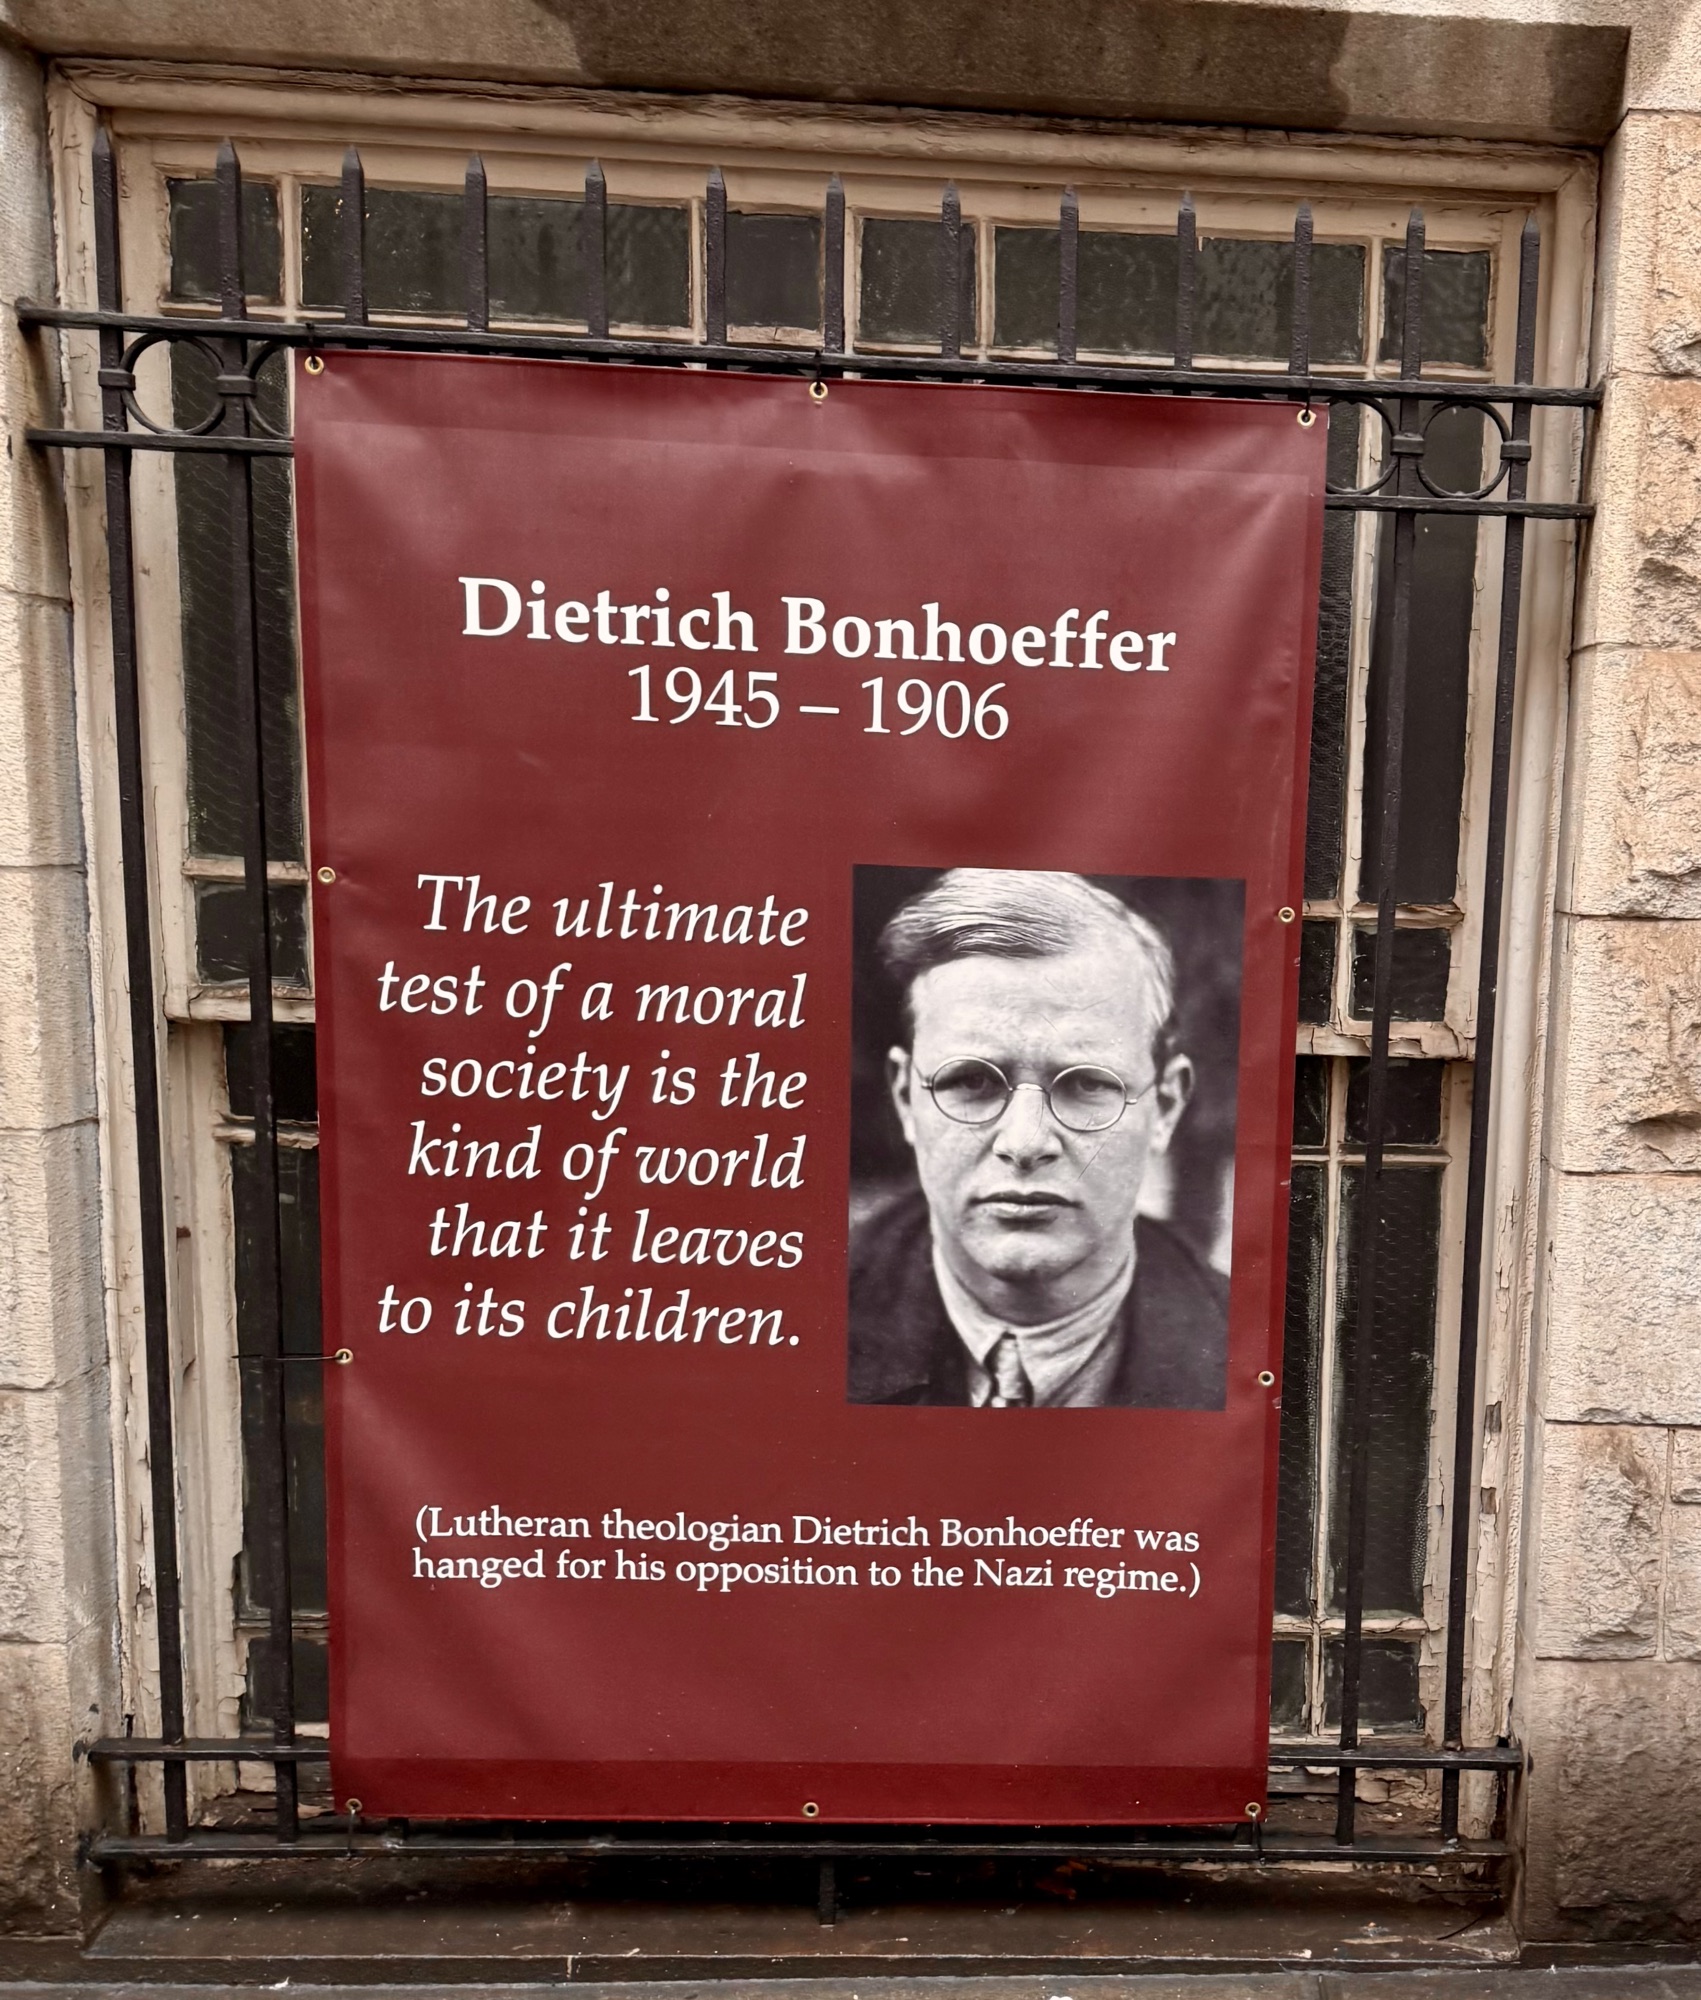 Dietrich Bonhoeffer
1945 – 1906
The ultimate
test of a moral
society is the
kind of world
that it leaves
to its children.
(Lutheran theologian Dietrich Bonhoeffer was
hanged for his opposition to the Nazi regime.)